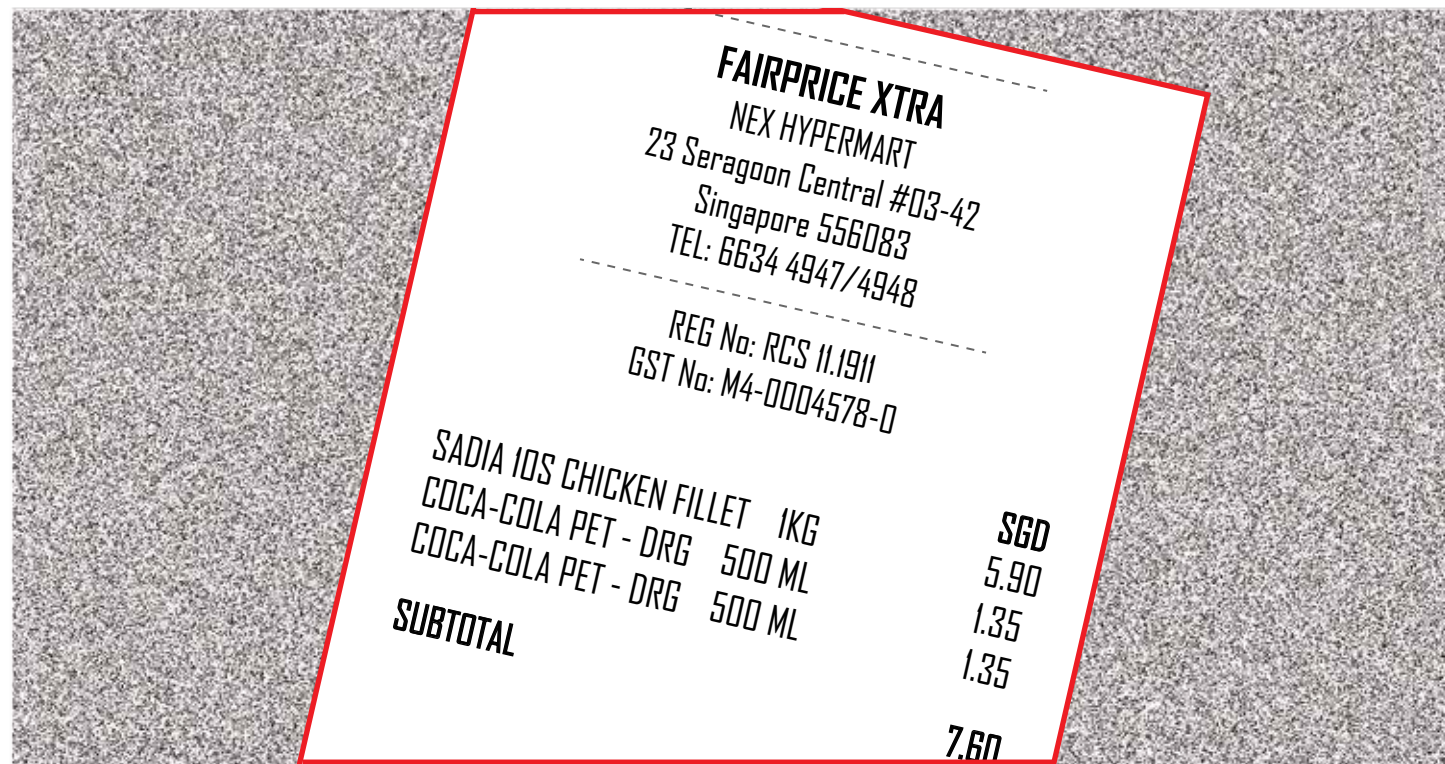 FAIRPRICE XTRA
NEX HYPERMART
23 Seragoon Central #03-42
Singapore 556083
TEL: 6634 4947/4948
REG No: RCS 11.1911
GST No: M4-0004578-0
SGD
SADIA 10S CHICKEN FILLET 1KG 5.90
COCA-COLA PET - DRG 500 ML 1.35
COCA-COLA PET - DRG 500 ML 1.35
SUBTOTAL 7.60